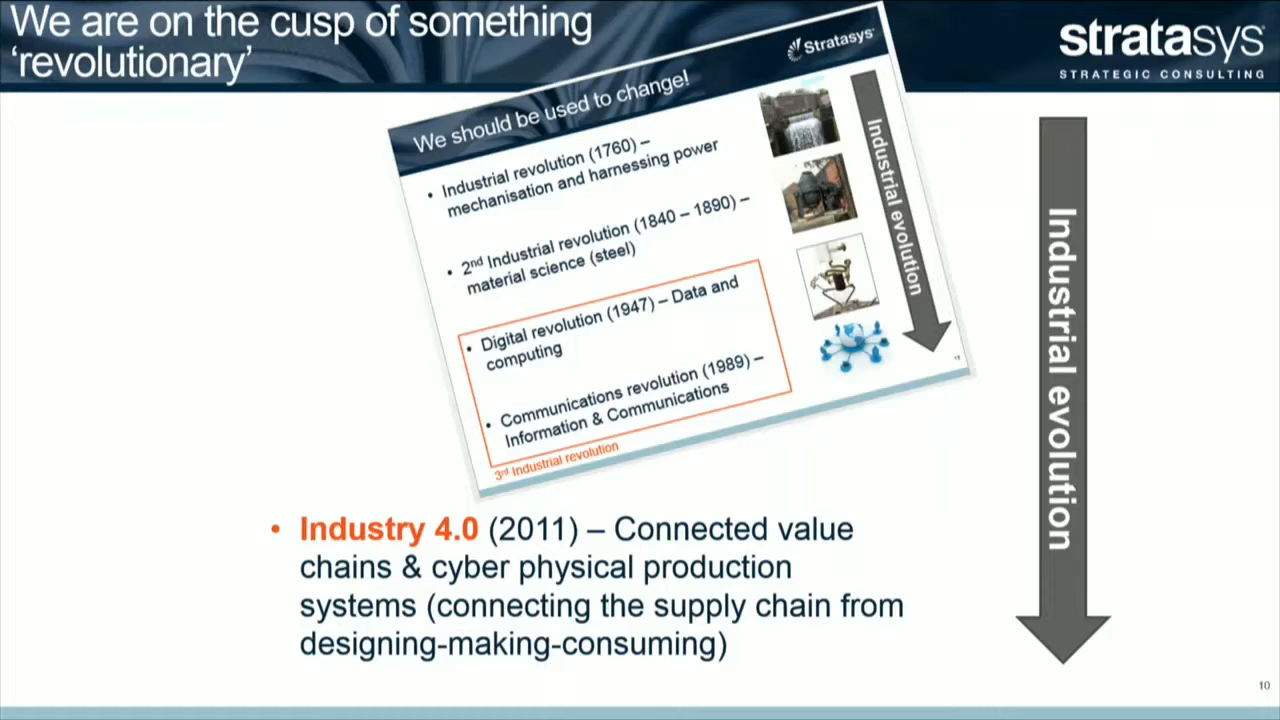 We are on the cusp of something
‘revolutionary’
stratasys
STRATEGIC CONSULTING
Stratasys
We should be used to change!
• Industrial revolution (1760) –
mechanisation and harnessing power
• 2nd Industrial revolution (1840 – 1890) –
material science (steel)
• Digital revolution (1947) – Data and
computing
• Communications revolution (1989) –
Information & Communications
3rd Industrial revolution
Industrial evolution
Industrial evolution
• Industry 4.0 (2011) – Connected value
chains & cyber physical production
systems (connecting the supply chain from
designing-making-consuming)
10